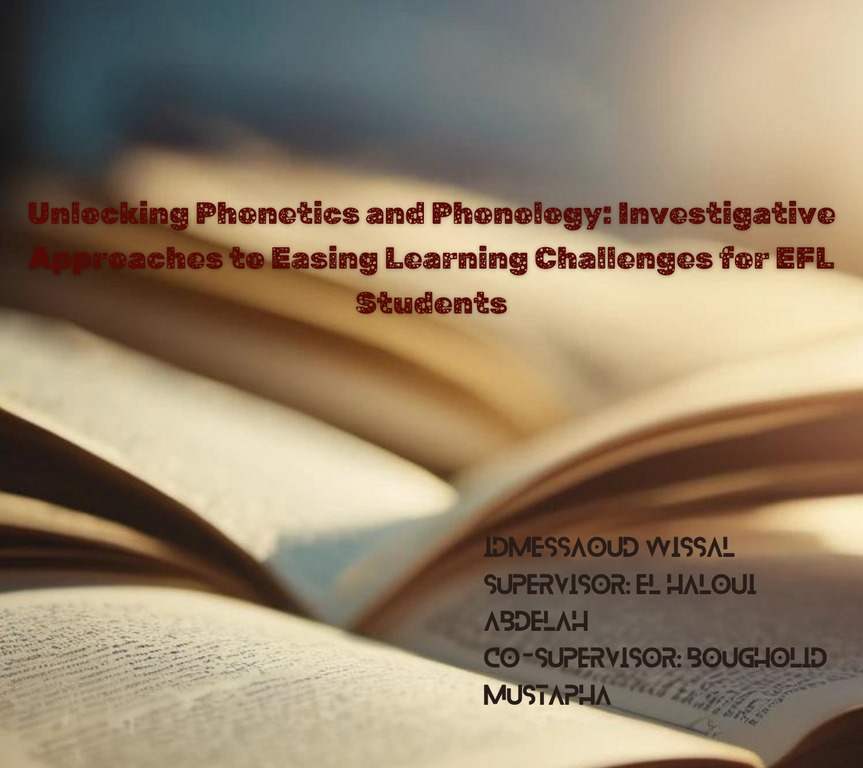 Unlocking Phonetics and Phonology: Investigative
Approaches to Easing Learning Challenges for EFL
Students
IDMESSAOUD WISSAL
SUPERVISOR: EL HALOUI
ABDELAH
CO-SUPERVISOR: BOUGHOLID
MUSTAPHA